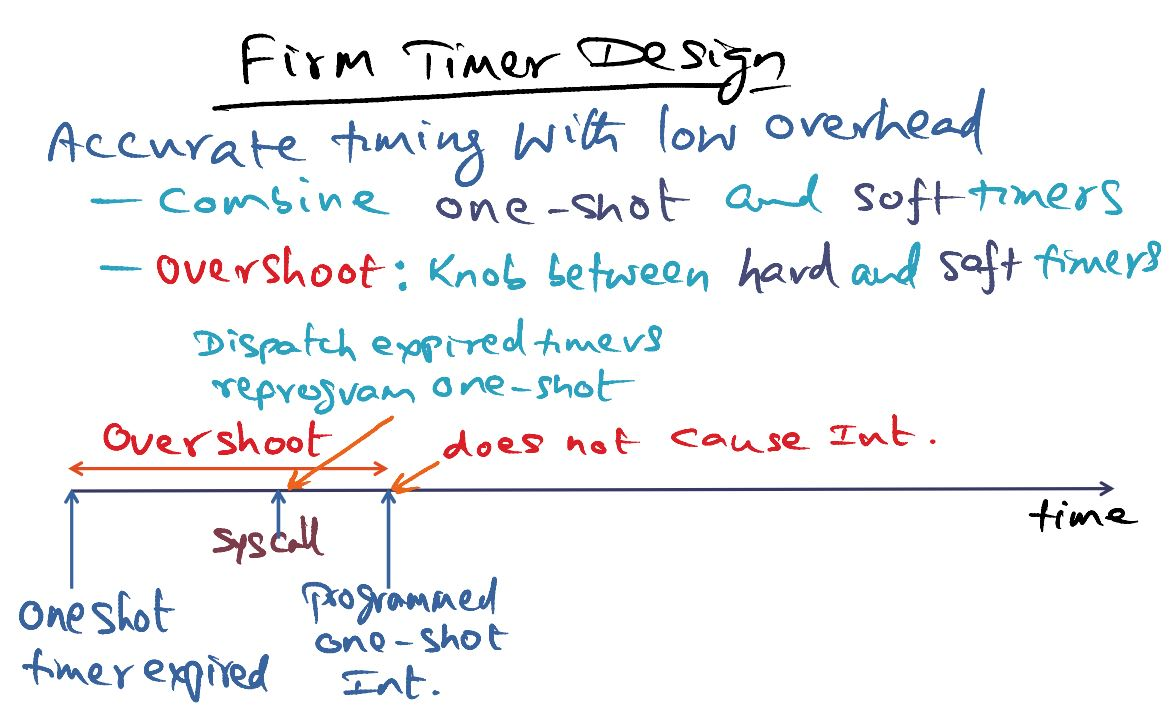 Firm Timer Design
Accurate timing with low overhead
— Combine one-shot and soft timers
— Overshoot: Knob between hard and soft timers
Dispatch expired timers
reprogram one-shot
Overshoot
does not cause Int.
time
syscall
One shot
timer expired
Programmed
one-shot
Int.